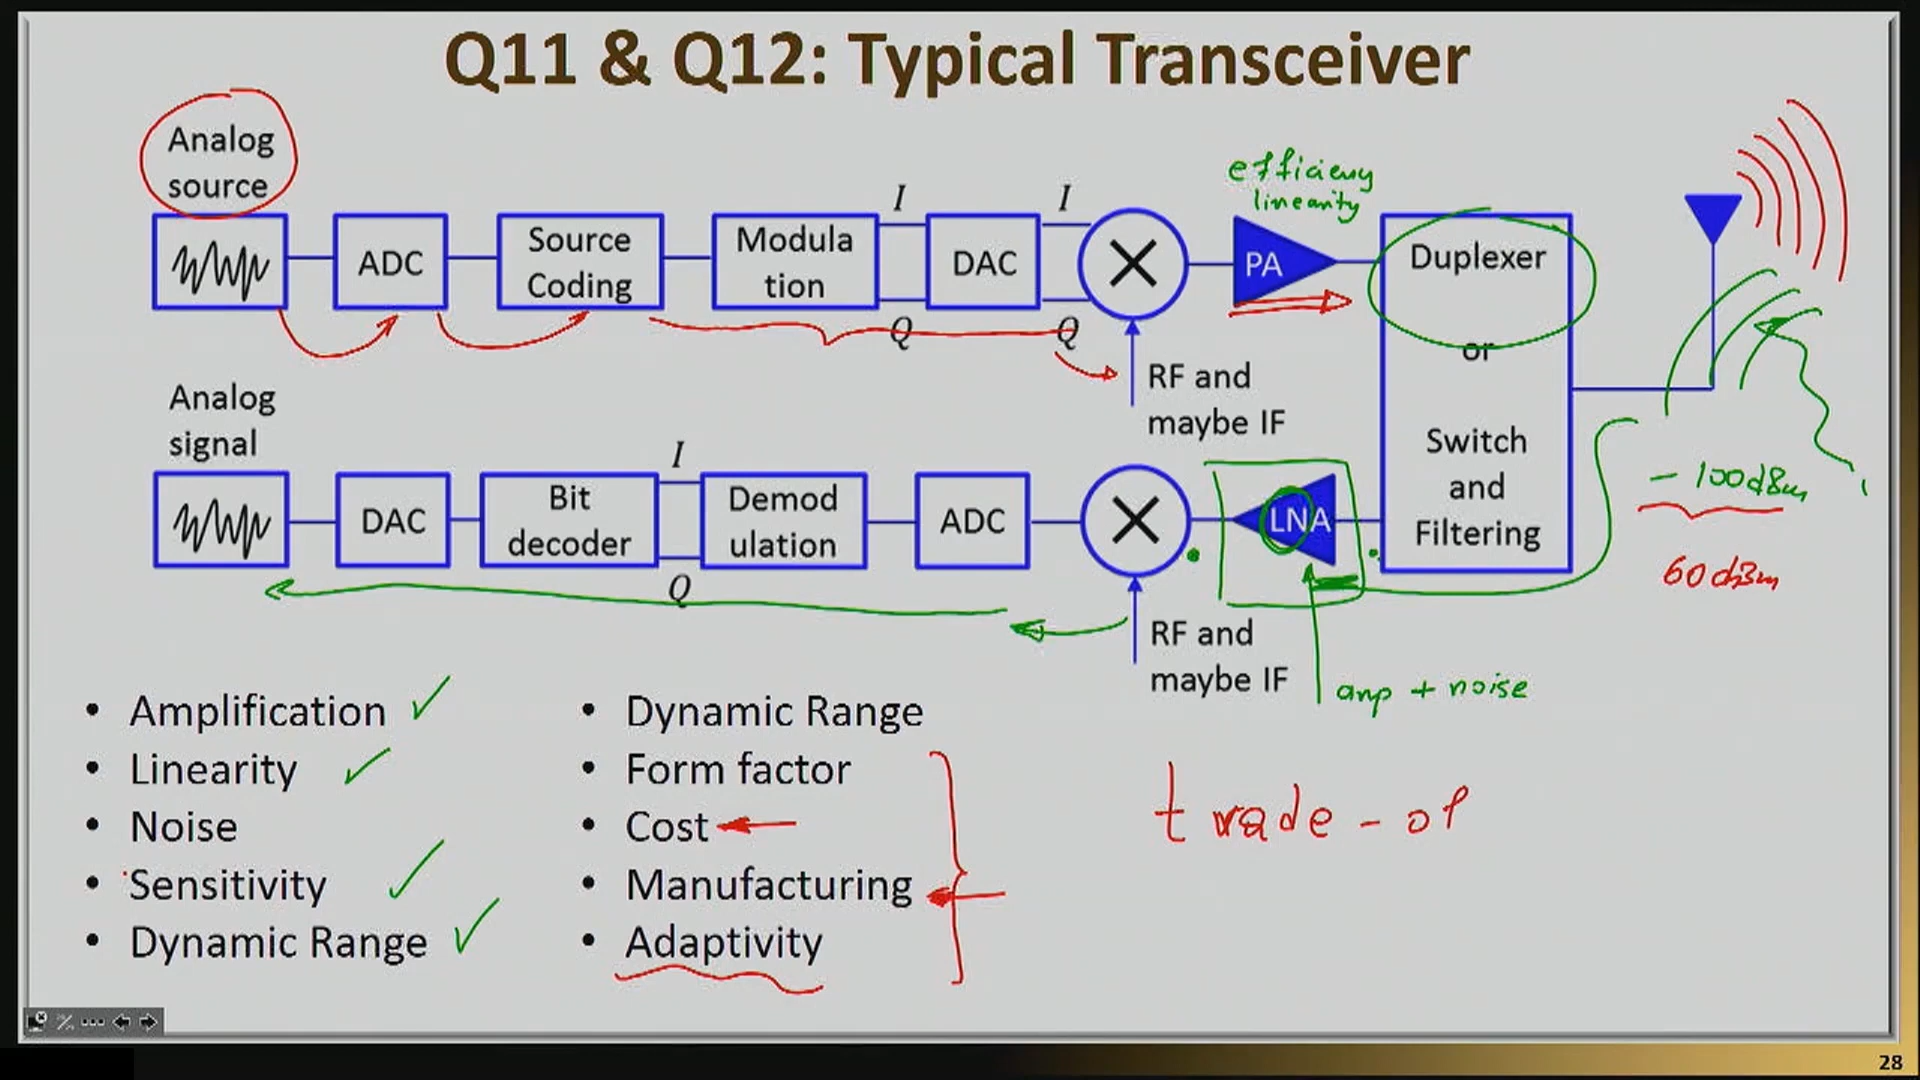 Q11 & Q12: Typical Transceiver
Analog
source
ADC
Source
Coding
Modula
tion
I
Q
DAC
I
Q
RF and
maybe IF
efficieny
linearity
PA
Duplexer
or
Switch
and
Filtering
Analog
signal
DAC
Bit
decoder
I
Q
Demod
ulation
ADC
RF and
maybe IF
LNA
amp + noise
- 100dBm
60dBm
• Amplification
• Linearity
• Noise
• Sensitivity
• Dynamic Range
• Dynamic Range
• Form factor
• Cost
• Manufacturing
• Adaptivity
trade-of
28